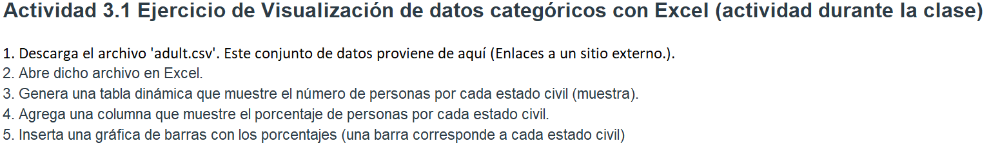 Actividad 3.1 Ejercicio de Visualización de datos categóricos con Excel (actividad durante la clase)
1. Descarga el archivo 'adult.csv'. Este conjunto de datos proviene de aquí (Enlaces a un sitio externo.).
2. Abre dicho archivo en Excel.
3. Genera una tabla dinámica que muestre el número de personas por cada estado civil (muestra).
4. Agrega una columna que muestre el porcentaje de personas por cada estado civil.
5. Inserta una gráfica de barras con los porcentajes (una barra corresponde a cada estado civil)